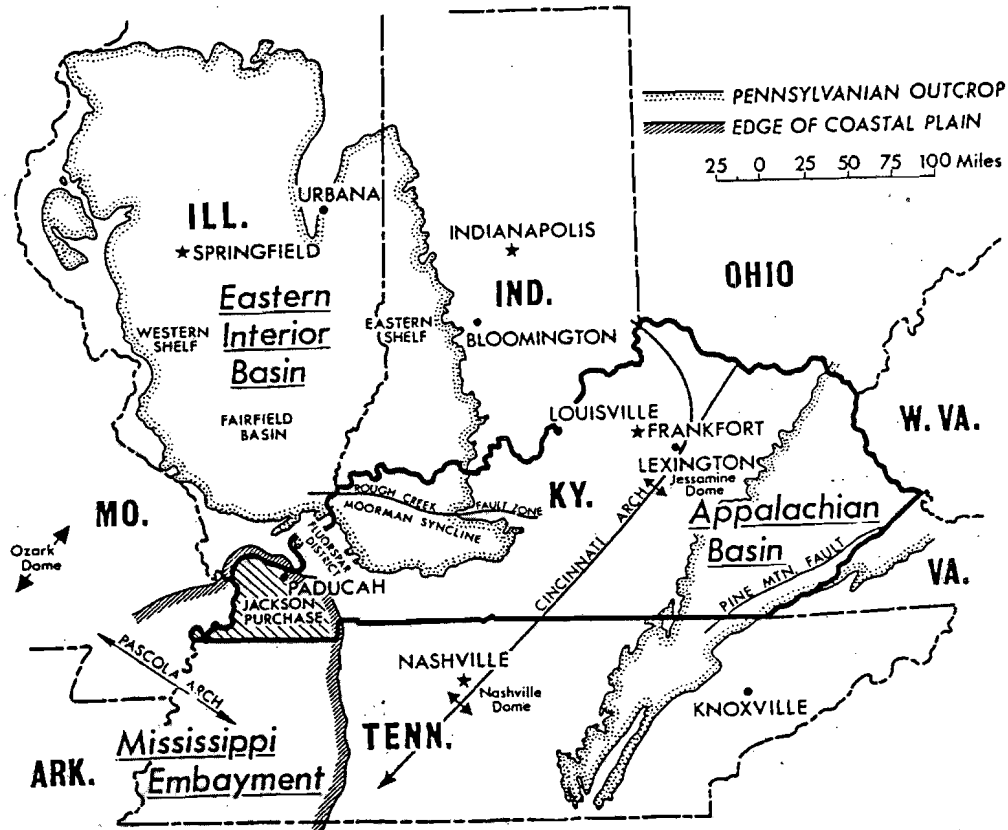 PENNSYLVANIAN OUTCROP
EDGE OF COASTAL PLAIN
25 0 25 50 75 100 Miles
URBANA
ILL.
SPRINGFIELD
INDIANAPOLIS
IND.
OHIO
Eastern
Interior
Basin
WESTERN
SHELF
EASTERN
SHELF
BLOOMINGTON
FAIRFIELD
BASIN
LOUISVILLE
FRANKFORT
W. VA.
LEXINGTON
Jessamine
Dome
MO.
ROUGH CREEK FAULT ZONE
MOORMAN SYNCLINE
KY.
Appalachian
Basin
Ozark
Dome
FLUORSPAR
DISTRICT
PADUCAH
JACKSON
PURCHASE
CINCINNATI ARCH
PINE MTN FAULT
VA.
PASCOLA ARCH
NASHVILLE
Nashville
Dome
KNOXVILLE
TENN.
Mississippi
Embayment
ARK.